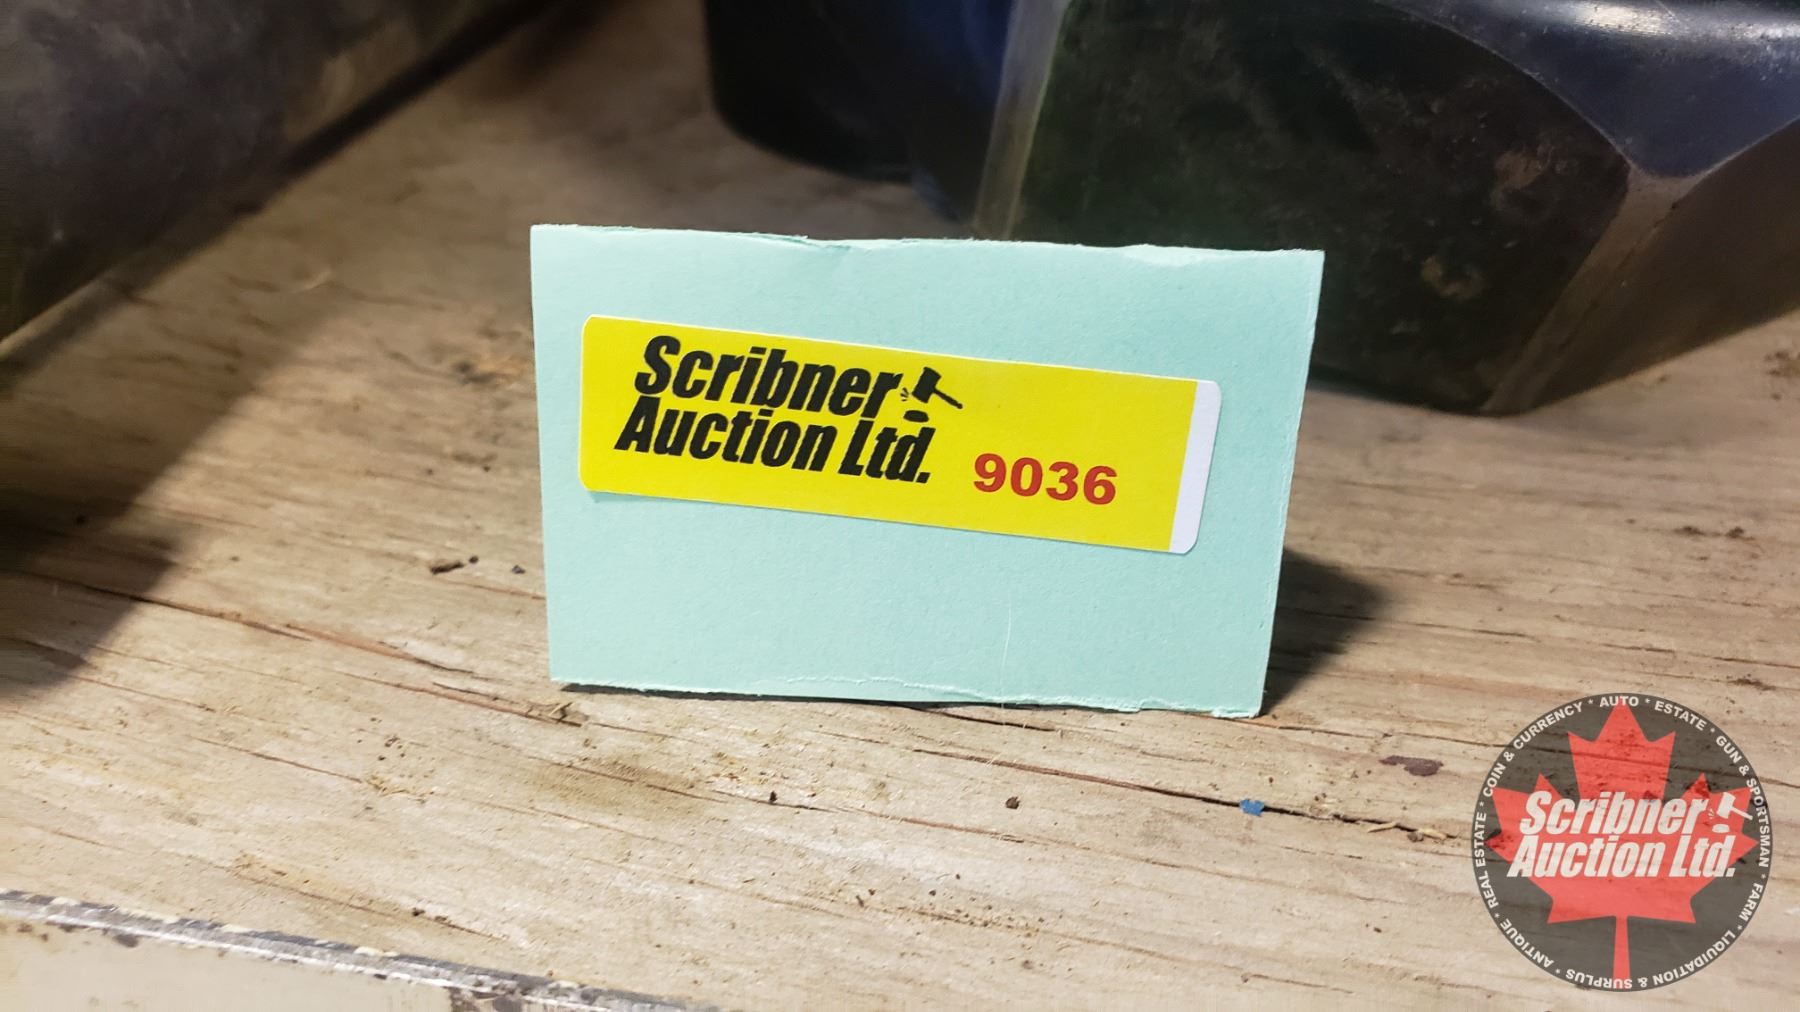 Scribner
Auction Ltd.
9036
COIN & CURRENCY * AUTO * ESTATE * GUN & SPORTSMAN * FARM * LIQUIDATION & SURPLUS * ANTIQUE * REAL ESTATE *
Scribner
Auction Ltd.